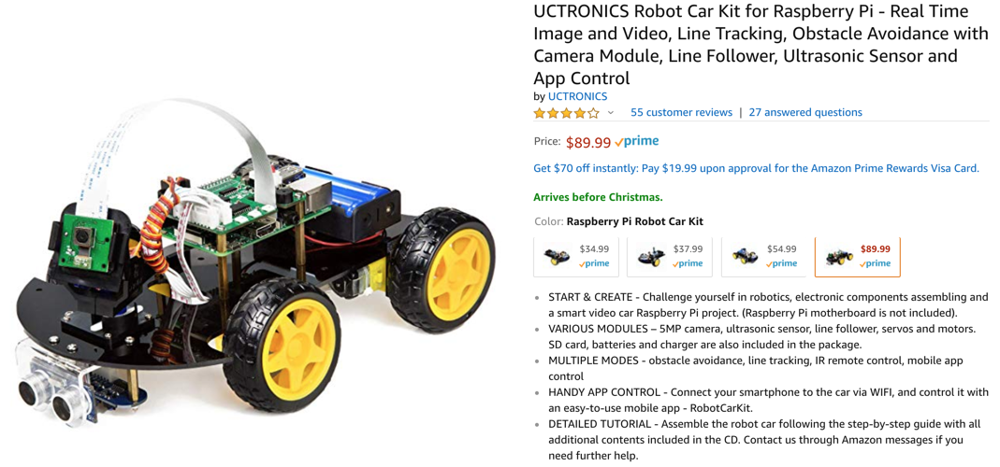 UCTRONICS Robot Car Kit for Raspberry Pi - Real Time
Image and Video, Line Tracking, Obstacle Avoidance with
Camera Module, Line Follower, Ultrasonic Sensor and
App Control
by UCTRONICS
55 customer reviews | 27 answered questions
Price: $89.99 prime
Get $70 off instantly: Pay $19.99 upon approval for the Amazon Prime Rewards Visa Card.
Arrives before Christmas.
Color: Raspberry Pi Robot Car Kit
$34.99 $37.99 $54.99 $89.99
prime prime prime prime
• START & CREATE - Challenge yourself in robotics, electronic components assembling and
a smart video car Raspberry Pi project. (Raspberry Pi motherboard is not included).
• VARIOUS MODULES – 5MP camera, ultrasonic sensor, line follower, servos and motors.
SD card, batteries and charger are also included in the package.
• MULTIPLE MODES - obstacle avoidance, line tracking, IR remote control, mobile app
control
• HANDY APP CONTROL - Connect your smartphone to the car via WIFI, and control it with
an easy-to-use mobile app - RobotCarKit.
• DETAILED TUTORIAL - Assemble the robot car following the step-by-step guide with all
additional contents included in the CD. Contact us through Amazon messages if you
need further help.